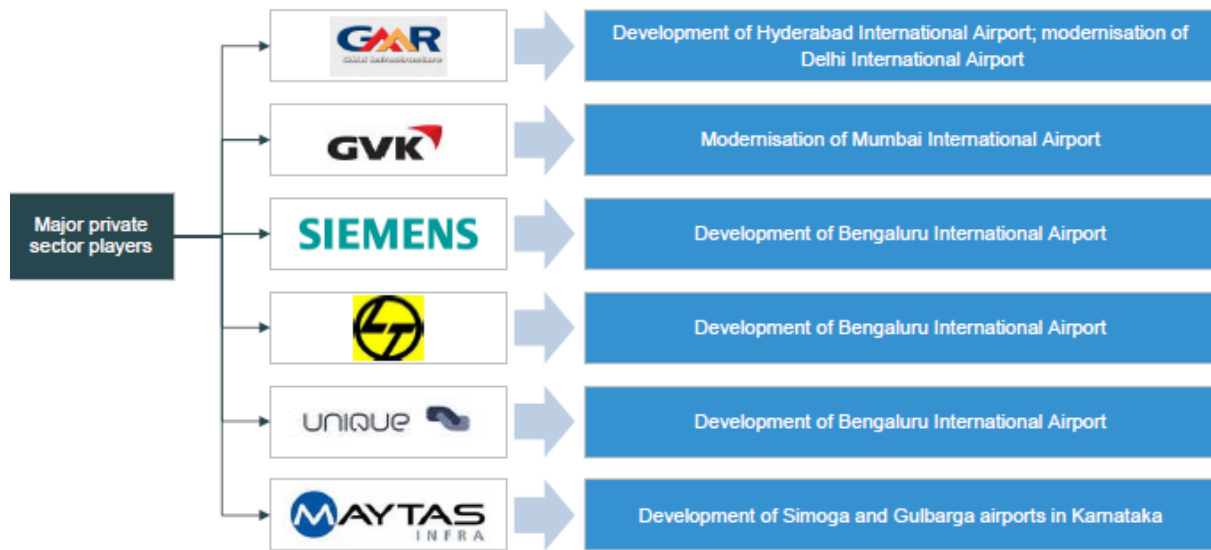 GMR
Development of Hyderabad International Airport; modernisation of
Delhi International Airport
GVK
Modernisation of Mumbai International Airport
Major private
sector players
SIEMENS
Development of Bengaluru International Airport
LT
Development of Bengaluru International Airport
UNIQUE
Development of Bengaluru International Airport
MAYTAS
INFRA
Development of Simoga and Gulbarga airports in Karnataka